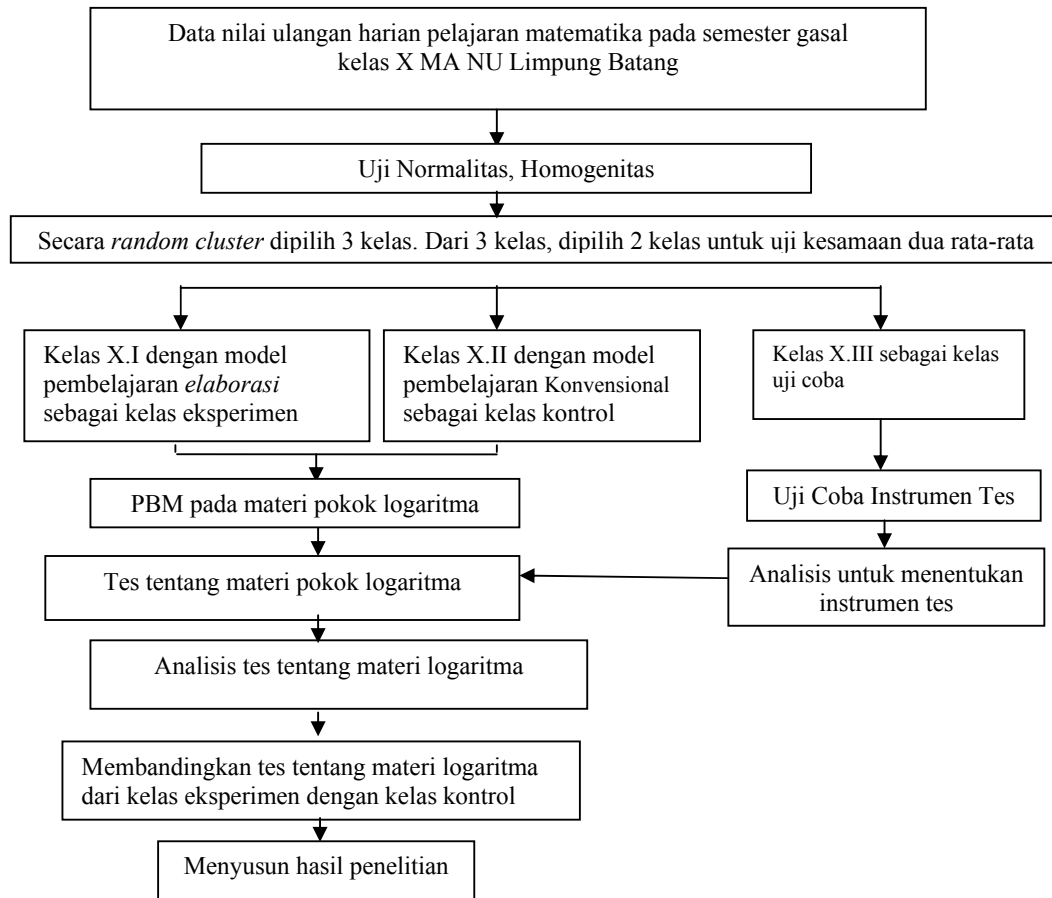 Data nilai ulangan harian pelajaran matematika pada semester gasal
kelas X MA NU Limpung Batang
Uji Normalitas, Homogenitas
Secara random cluster dipilih 3 kelas. Dari 3 kelas, dipilih 2 kelas untuk uji kesamaan dua rata-rata
Kelas X.I dengan model
pembelajaran elaborasi
sebagai kelas eksperimen
Kelas X.II dengan model
pembelajaran Konvensional
sebagai kelas kontrol
Kelas X.III sebagai kelas
uji coba
PBM pada materi pokok logaritma
Uji Coba Instrumen Tes
Tes tentang materi pokok logaritma
Analisis untuk menentukan
instrumen tes
Analisis tes tentang materi logaritma
Membandingkan tes tentang materi logaritma
dari kelas eksperimen dengan kelas kontrol
Menyusun hasil penelitian